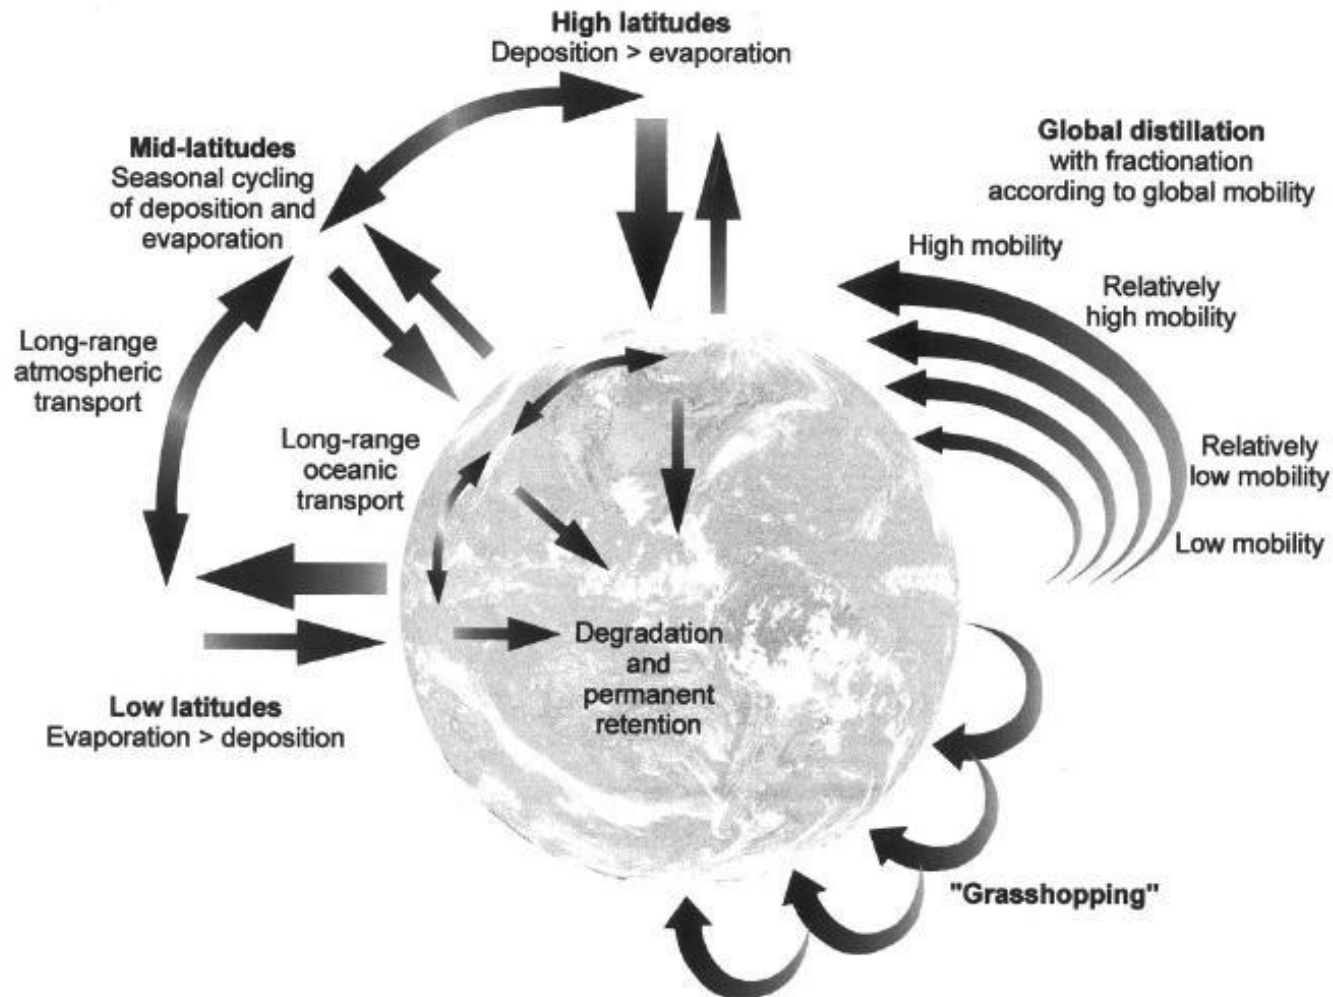 High latitudes
Deposition > evaporation
Mid-latitudes
Seasonal cycling
of deposition and
evaporation
Global distillation
with fractionation
according to global mobility
High mobility
Relatively
high mobility
Long-range
atmospheric
transport
Long-range
oceanic
transport
Relatively
low mobility
Low mobility
Degradation
and
permanent
retention
Low latitudes
Evaporation > deposition
"Grasshopping"